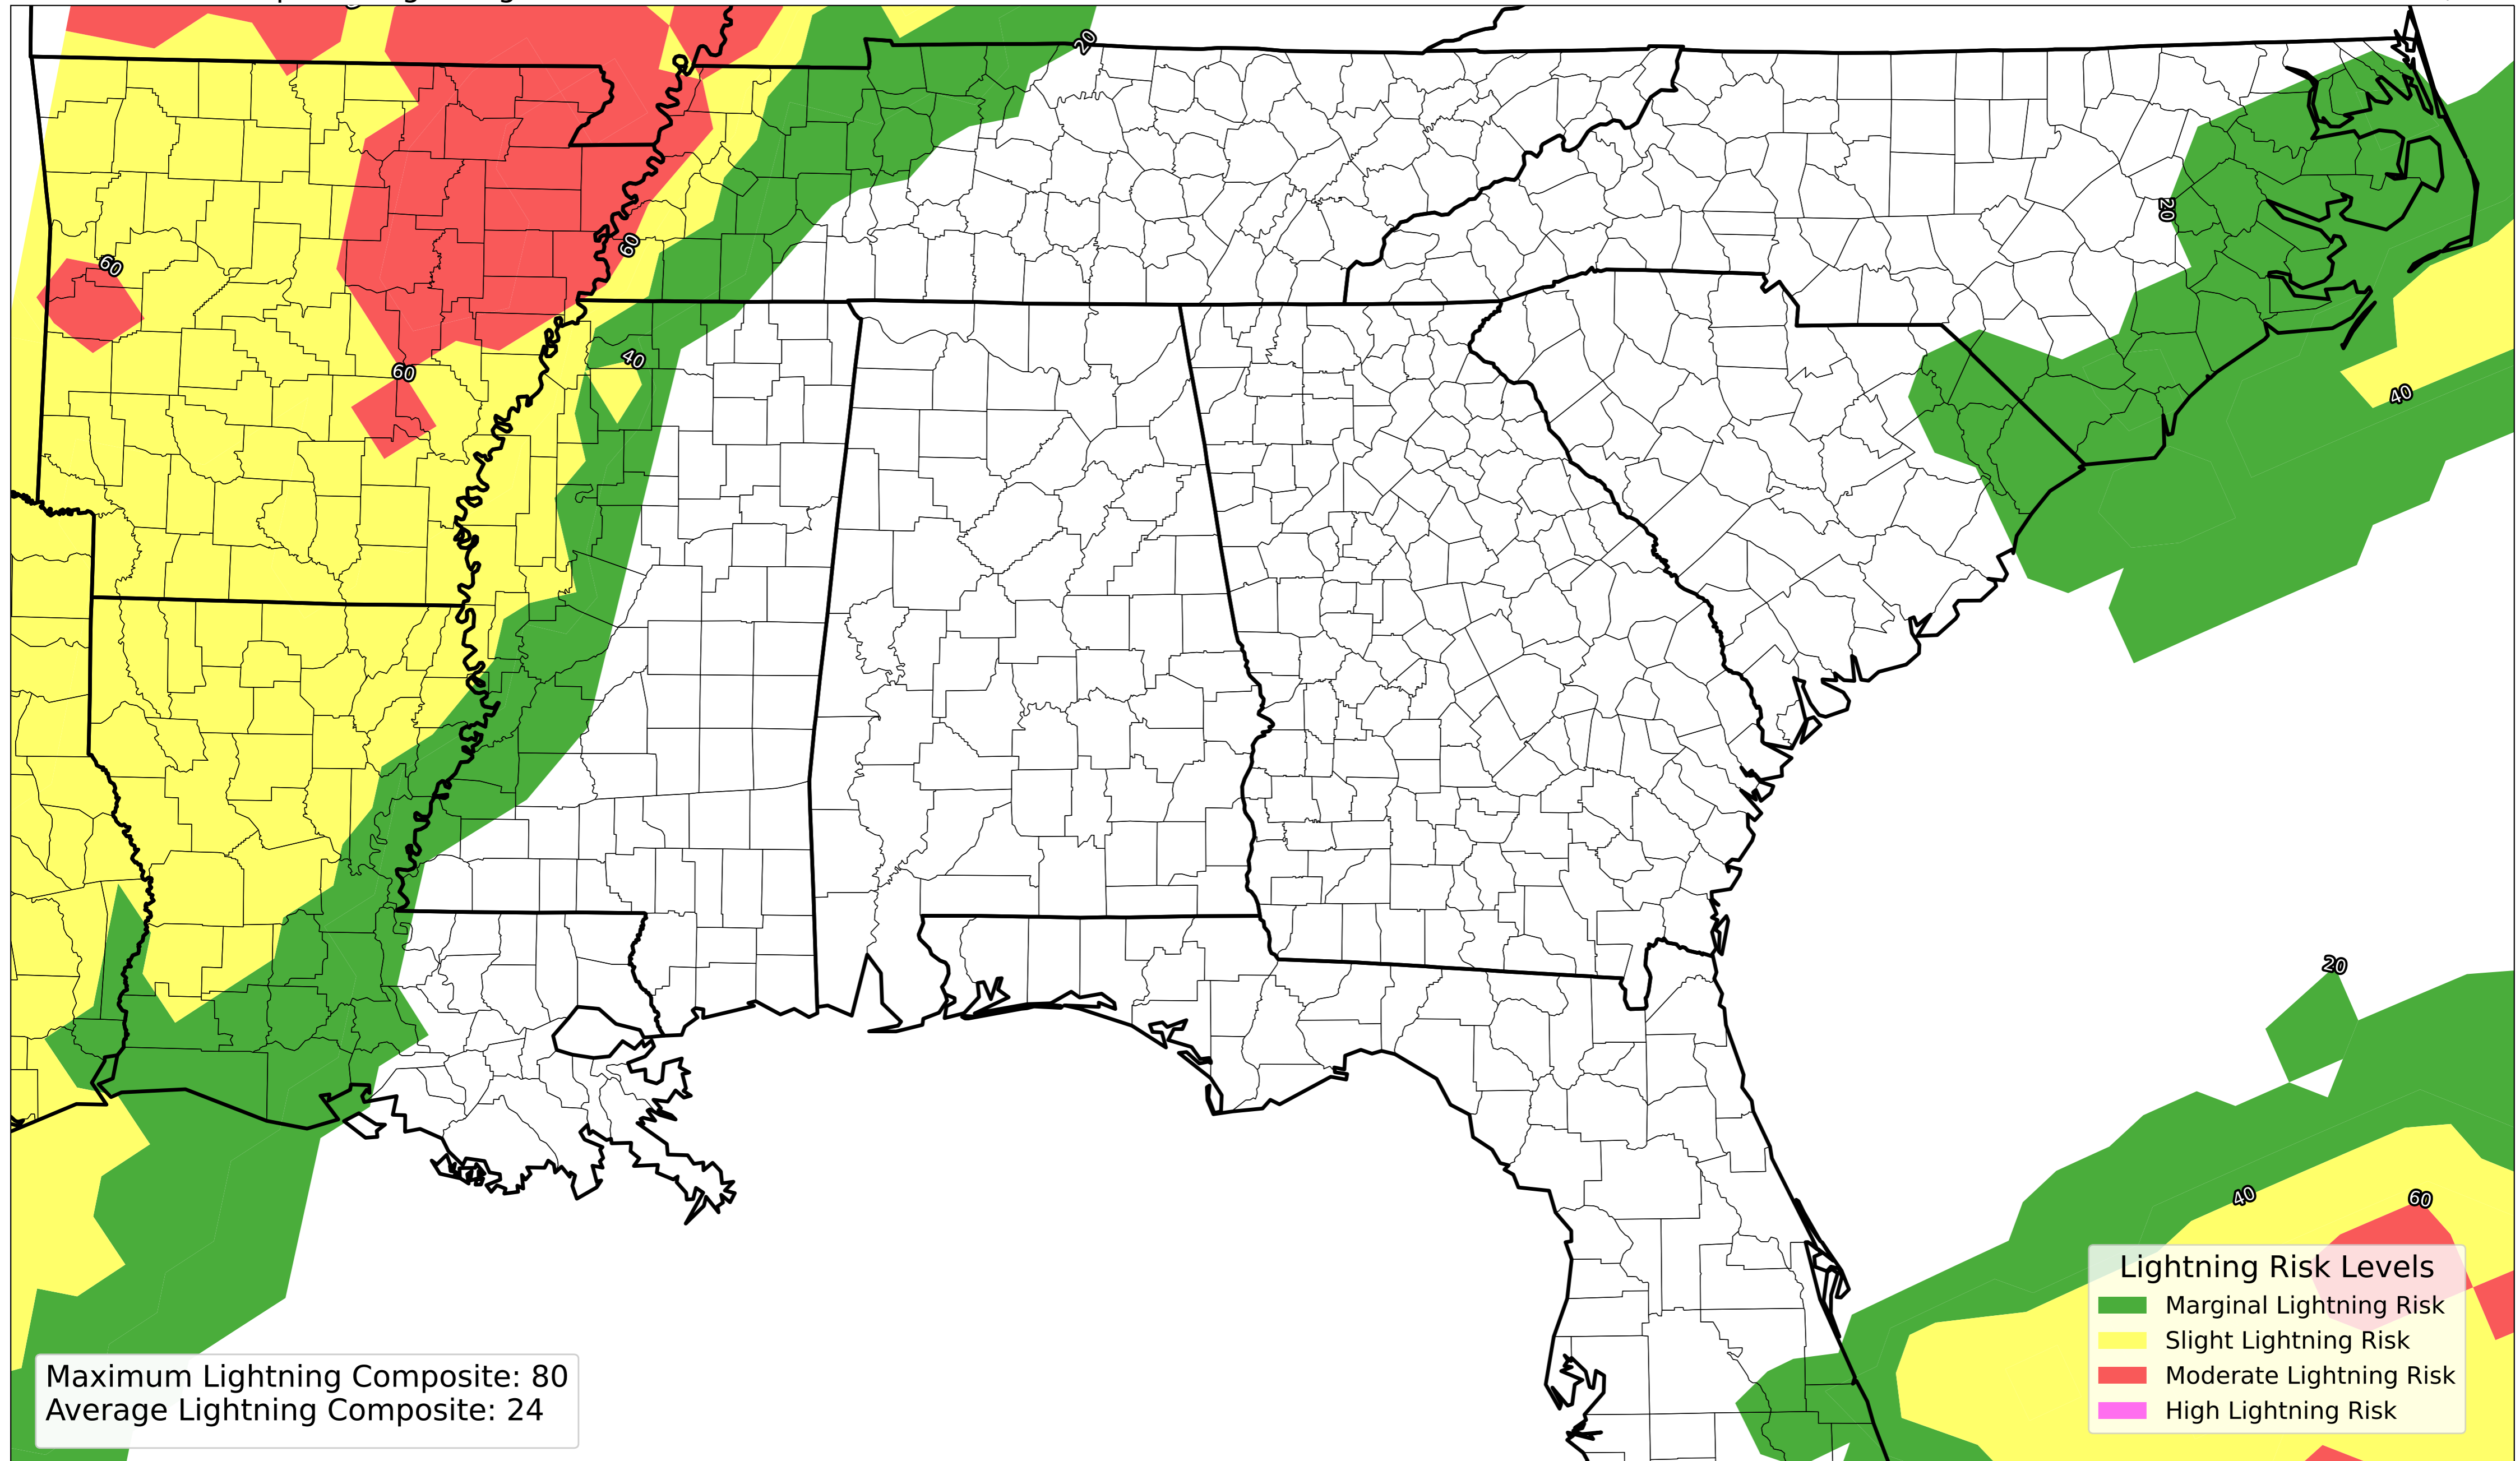 20
20
60
60
40
60
40
20
40
60
Lightning Risk Levels
Marginal Lightning Risk
Slight Lightning Risk
Moderate Lightning Risk
High Lightning Risk
Maximum Lightning Composite: 80
Average Lightning Composite: 24